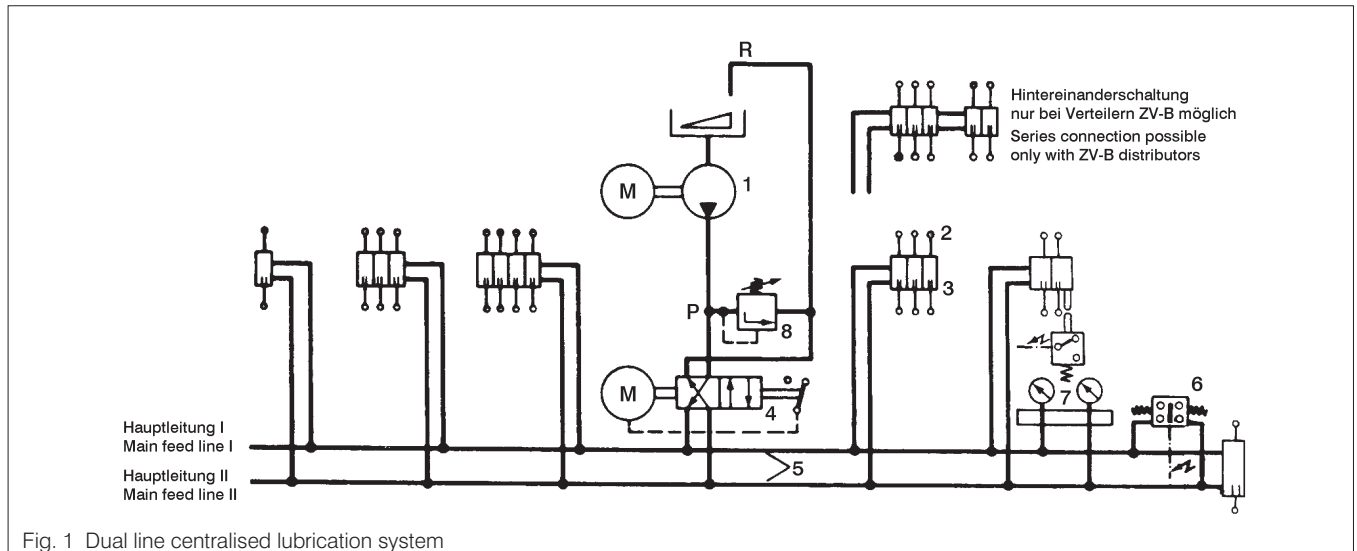 R
Hintereinanderschaltung
nur bei Verteilern ZV-B möglich
Series connection possible
only with ZV-B distributors
M
1
2
3
P
8
M
4
7
6
Hauptleitung I
Main feed line I
5
Hauptleitung II
Main feed line II
Fig. 1 Dual line centralised lubrication system